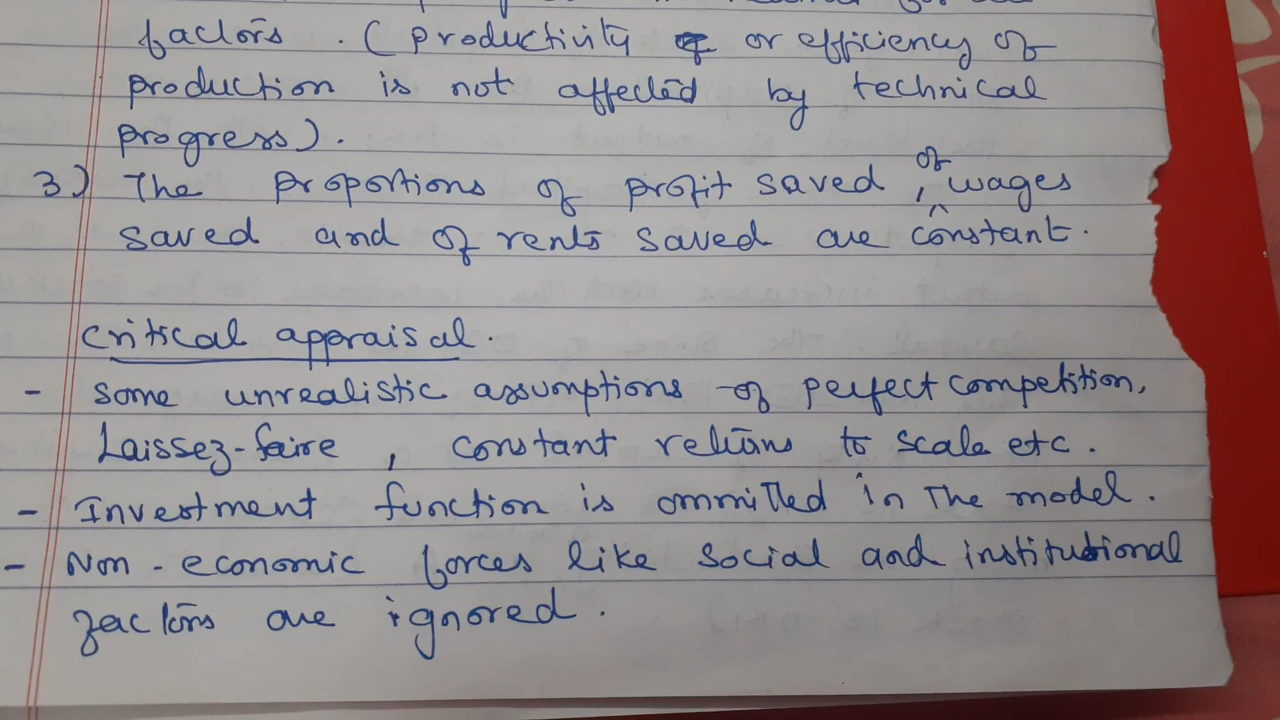 factors. (productivity or efficiency of
production is not affected by technical
progress).
3) The proportions of profit saved, of wages
saved and of rents saved are constant.
Critical appraisal.
- Some unrealistic assumptions of perfect competition,
Laissez-faire, constant returns to scale etc.
- Investment function is ommitted in the model.
- Non-economic forces like social and institutional
factors are ignored.